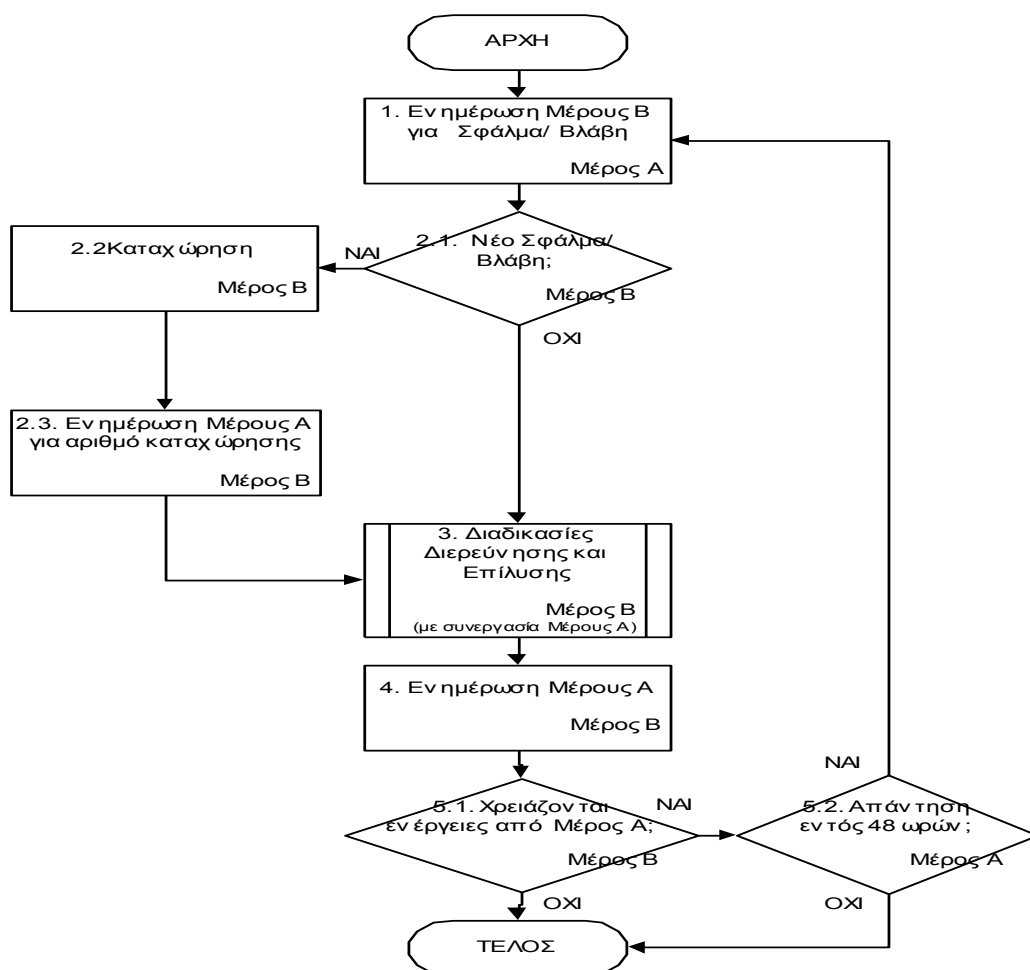 ΑΡΧΗ
1. Ενημέρωση Μέρους Β
για Σφάλμα/ Βλάβη
Μέρος Α
2.1. Νέο Σφάλμα/
Βλάβη;
Μέρος Β
ΝΑΙ
ΟΧΙ
2.2Καταχώρηση
Μέρος Β
2.3. Ενημέρωση Μέρους Α
για αριθμό καταχώρησης
Μέρος Β
3. Διαδικασίες
Διερεύνησης και
Επίλυσης
Μέρος Β
(με συνεργασία Μέρους Α)
4. Ενημέρωση Μέρους Α
Μέρος Β
5.1. Χρειάζονται
ενέργειες από Μέρος Α;
Μέρος Β
ΝΑΙ
ΟΧΙ
ΝΑΙ
5.2. Απάντηση
εντός 48 ωρών;
Μέρος Α
ΟΧΙ
ΤΕΛΟΣ